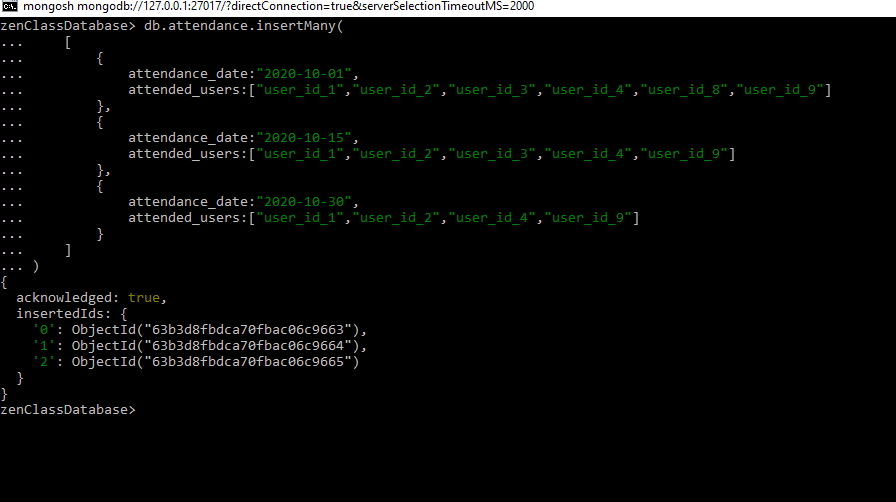 mongosh mongodb://127.0.0.1:27017/?directConnection=true&serverSelectionTimeoutMS=2000
zenClassDatabase> db.attendance.insertMany(
...     [
...         {
...             attendance_date:"2020-10-01",
...             attended_users:["user_id_1","user_id_2","user_id_3","user_id_4","user_id_8","user_id_9"]
...         },
...         {
...             attendance_date:"2020-10-15",
...             attended_users:["user_id_1","user_id_2","user_id_3","user_id_4","user_id_9"]
...         },
...         {
...             attendance_date:"2020-10-30",
...             attended_users:["user_id_1","user_id_2","user_id_4","user_id_9"]
...         }
...     ]
... )
{
  acknowledged: true,
  insertedIds: {
    '0': ObjectId("63b3d8fbdca70fbac06c9663"),
    '1': ObjectId("63b3d8fbdca70fbac06c9664"),
    '2': ObjectId("63b3d8fbdca70fbac06c9665")
  }
}
zenClassDatabase>